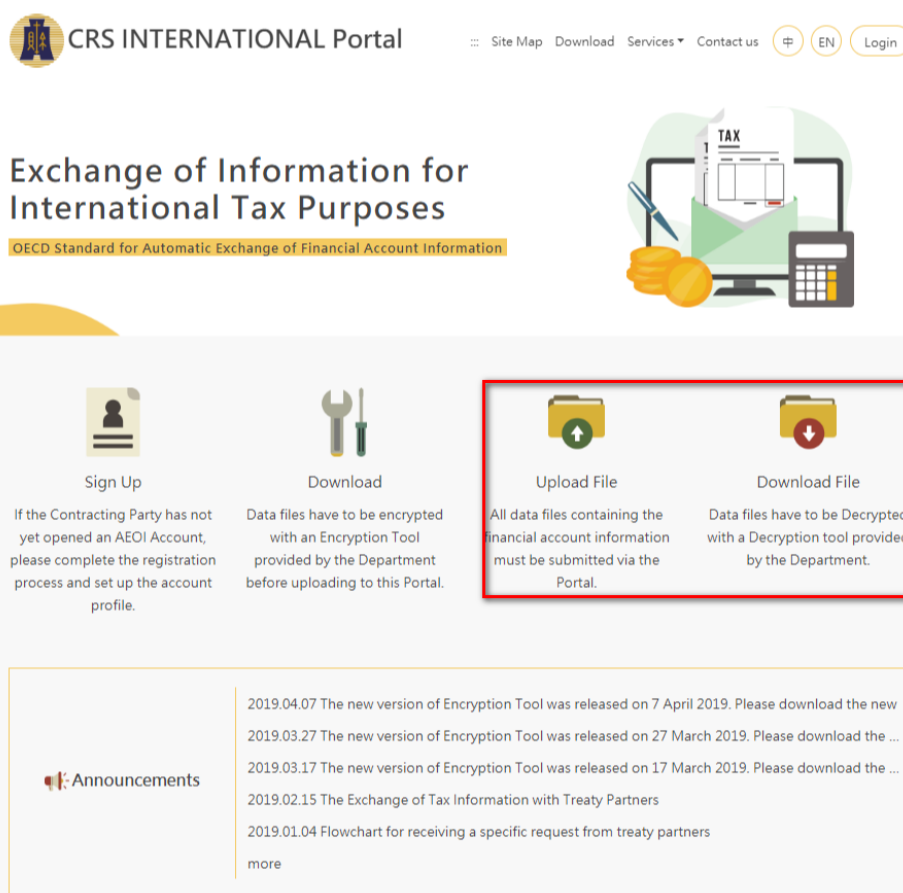 CRS INTERNATIONAL Portal
::: Site Map Download Services Contact us 中 EN Login
TAX
Exchange of Information for
International Tax Purposes
OECD Standard for Automatic Exchange of Financial Account Information
Sign Up
If the Contracting Party has not
yet opened an AEOI Account,
please complete the registration
process and set up the account
profile.
Download
Data files have to be encrypted
with an Encryption Tool
provided by the Department
before uploading to this Portal.
Upload File
All data files containing the
financial account information
must be submitted via the
Portal.
Download File
Data files have to be Decrypted
with a Decryption tool provided
by the Department.
Announcements
2019.04.07 The new version of Encryption Tool was released on 7 April 2019. Please download the new
2019.03.27 The new version of Encryption Tool was released on 27 March 2019. Please download the ...
2019.03.17 The new version of Encryption Tool was released on 17 March 2019. Please download the ...
2019.02.15 The Exchange of Tax Information with Treaty Partners
2019.01.04 Flowchart for receiving a specific request from treaty partners
more